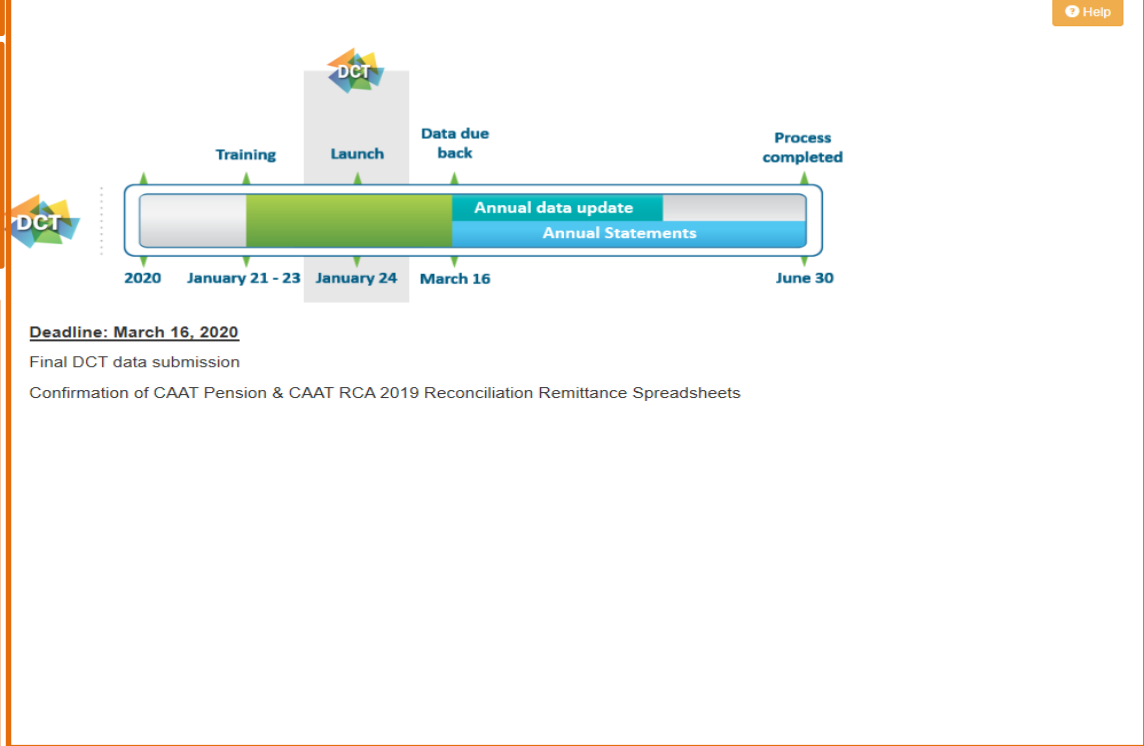 Help
DCT
Data due
back
Process
completed
Training
Launch
DCT
Annual data update
Annual Statements
2020
January 21 - 23
January 24
March 16
June 30
Deadline: March 16, 2020
Final DCT data submission
Confirmation of CAAT Pension & CAAT RCA 2019 Reconciliation Remittance Spreadsheets